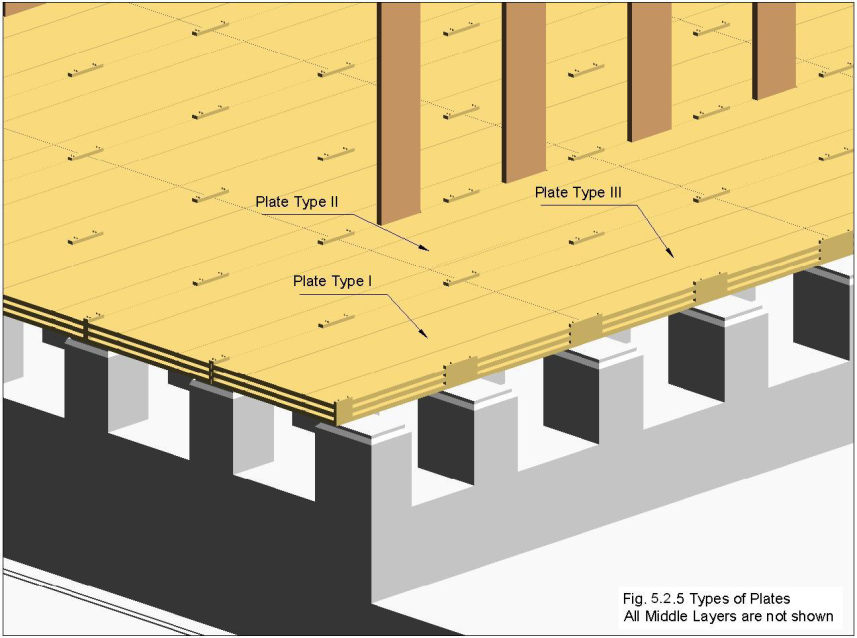 Plate Type II
Plate Type III
Plate Type I
Fig. 5.2.5 Types of Plates
All Middle Layers are not shown